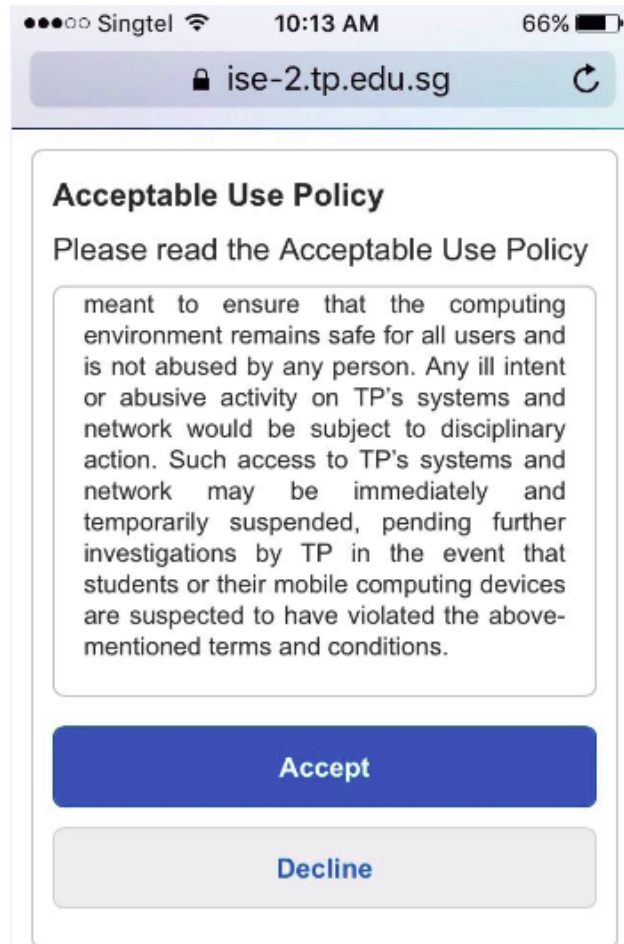 Singtel 10:13 AM 66%
ise-2.tp.edu.sg
Acceptable Use Policy
Please read the Acceptable Use Policy
meant to ensure that the computing
environment remains safe for all users and
is not abused by any person. Any ill intent
or abusive activity on TP's systems and
network would be subject to disciplinary
action. Such access to TP's systems and
network may be immediately and
temporarily suspended, pending further
investigations by TP in the event that
students or their mobile computing devices
are suspected to have violated the above-
mentioned terms and conditions.
Accept
Decline